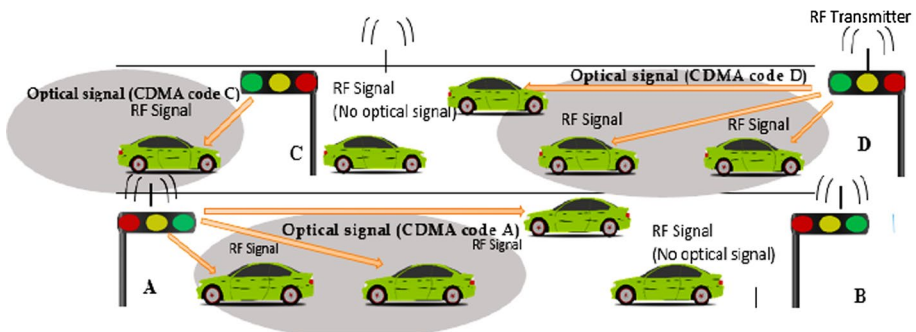 RF Transmitter
Optical signal (CDMA code D)
Optical signal (CDMA code C)
RF Signal
RF Signal
(No optical signal)
RF Signal
RF Signal
C
D
Optical signal (CDMA code A)
RF Signal
RF Signal
RF Signal
(No optical signal)
A
B